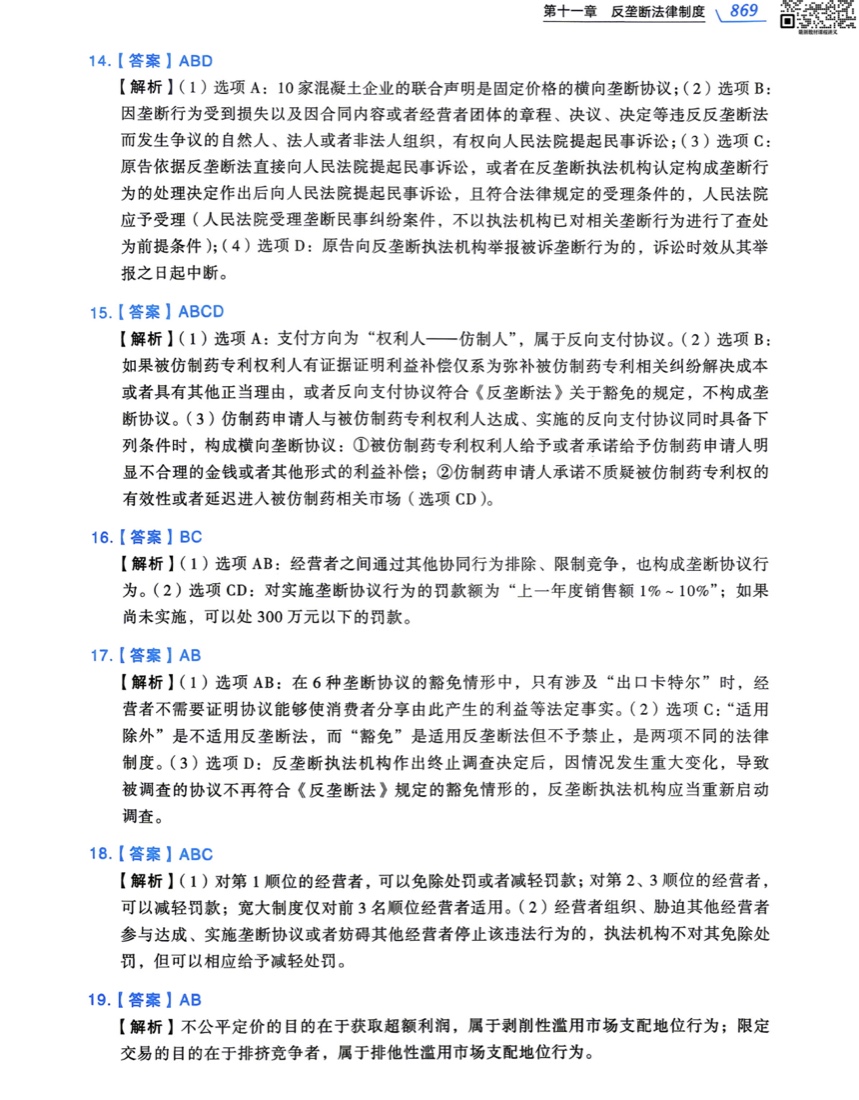 第十一章　反垄断法律制度　869
14.【答案】ABD
【解析】(1)选项A：10家混凝土企业的联合声明是固定价格的横向垄断协议；(2)选项B：
因垄断行为受到损失以及因合同内容或者经营者团体的章程、决议、决定等违反反垄断法
而发生争议的自然人、法人或者非法人组织，有权向人民法院提起民事诉讼；(3)选项C：
原告依据反垄断法直接向人民法院提起民事诉讼，或者在反垄断执法机构认定构成垄断行
为的处理决定作出后向人民法院提起民事诉讼，且符合法律规定的受理条件的，人民法院
应予受理（人民法院受理垄断民事纠纷案件，不以执法机构已对相关垄断行为进行了查处
为前提条件)；(4)选项D：原告向反垄断执法机构举报被诉垄断行为的，诉讼时效从其举
报之日起中断。
15.【答案】ABCD
【解析】(1)选项A：支付方向为“权利人——仿制人”，属于反向支付协议。(2)选项B：
如果被仿制药专利权利人有证据证明利益补偿仅系为弥补被仿制药专利相关纠纷解决成本
或者具有其他正当理由，或者反向支付协议符合《反垄断法》关于豁免的规定，不构成垄
断协议。(3)仿制药申请人与被仿制药专利权利人达成、实施的反向支付协议同时具备下
列条件时，构成横向垄断协议：①被仿制药专利权利人给予或者承诺给予仿制药申请人明
显不合理的金钱或者其他形式的利益补偿；②仿制药申请人承诺不质疑被仿制药专利权的
有效性或者延迟进入被仿制药相关市场（选项CD）。
16.【答案】BC
【解析】(1)选项AB：经营者之间通过其他协同行为排除、限制竞争，也构成垄断协议行
为。(2)选项CD：对实施垄断协议行为的罚款额为“上一年度销售额1%~10%”；如果
尚未实施，可以处300万元以下的罚款。
17.【答案】AB
【解析】(1)选项AB：在6种垄断协议的豁免情形中，只有涉及“出口卡特尔”时，经
营者不需要证明协议能够使消费者分享由此产生的利益等法定事实。(2)选项C：“适用
除外”是不适用反垄断法，而“豁免”是适用反垄断法但不予禁止，是两项不同的法律
制度。(3)选项D：反垄断执法机构作出终止调查决定后，因情况发生重大变化，导致
被调查的协议不再符合《反垄断法》规定的豁免情形的，反垄断执法机构应当重新启动
调查。
18.【答案】ABC
【解析】(1)对第1顺位的经营者，可以免除处罚或者减轻罚款；对第2、3顺位的经营者，
可以减轻罚款；宽大制度仅对前3名顺位经营者适用。(2)经营者组织、胁迫其他经营者
参与达成、实施垄断协议或者妨碍其他经营者停止该违法行为的，执法机构不对其免除处
罚，但可以相应给予减轻处罚。
19.【答案】AB
【解析】不公平定价的目的在于获取超额利润，属于剥削性滥用市场支配地位行为；限定
交易的目的在于排挤竞争者，属于排他性滥用市场支配地位行为。